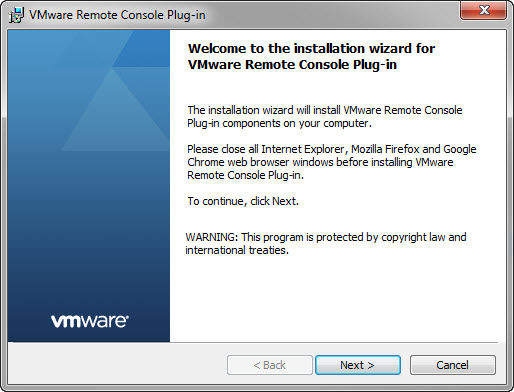 VMware Remote Console Plug-in
Welcome to the installation wizard for
VMware Remote Console Plug-in
The installation wizard will install VMware Remote Console
Plug-in components on your computer.
Please close all Internet Explorer, Mozilla Firefox and Google
Chrome web browser windows before installing VMware
Remote Console Plug-in.
To continue, click Next.
WARNING: This program is protected by copyright law and
international treaties.
vmware®
< Back
Next >
Cancel